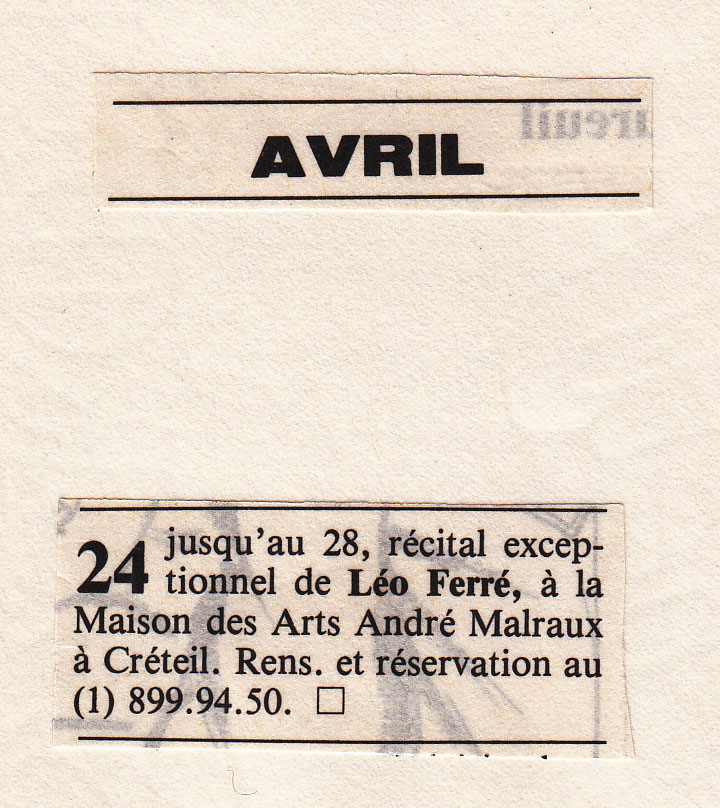 AVRIL
24 jusqu'au 28, récital excep-
tionnel de Léo Ferré, à la
Maison des Arts André Malraux
à Créteil. Rens. et réservation au
(1) 899.94.50. □